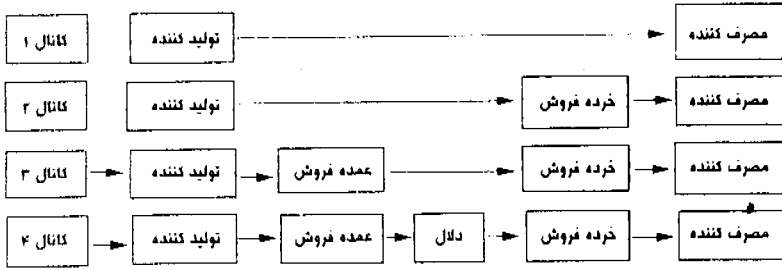 کانال ۱ تولید کننده مصرف کننده
کانال ۲ تولید کننده خرده فروش مصرف کننده
کانال ۳ تولید کننده عمده فروش خرده فروش مصرف کننده
کانال ۴ تولید کننده عمده فروش دلال خرده فروش مصرف کننده